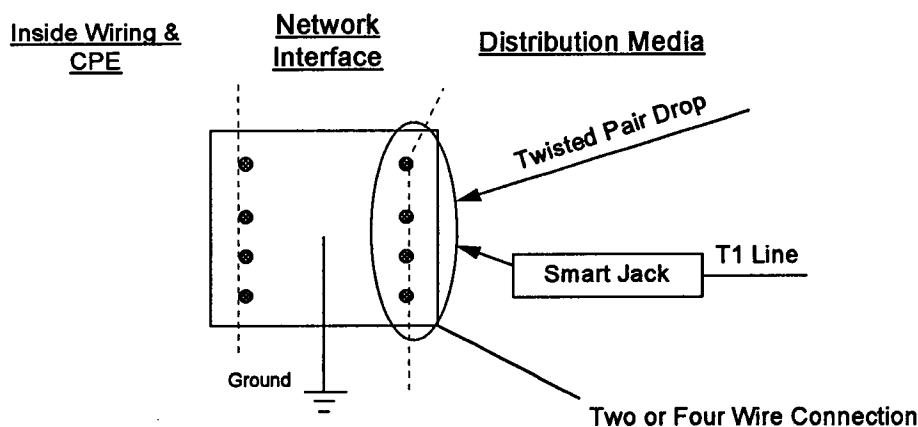 Inside Wiring &
CPE
Network
Interface
Distribution Media
Twisted Pair Drop
Smart Jack
T1 Line
Ground
Two or Four Wire Connection